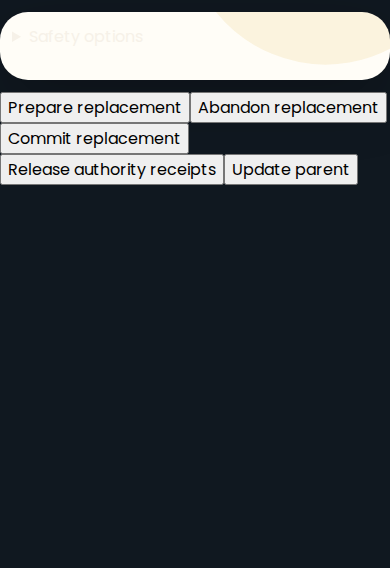 Safety options
Prepare replacement Abandon replacement
Commit replacement
Release authority receipts Update parent